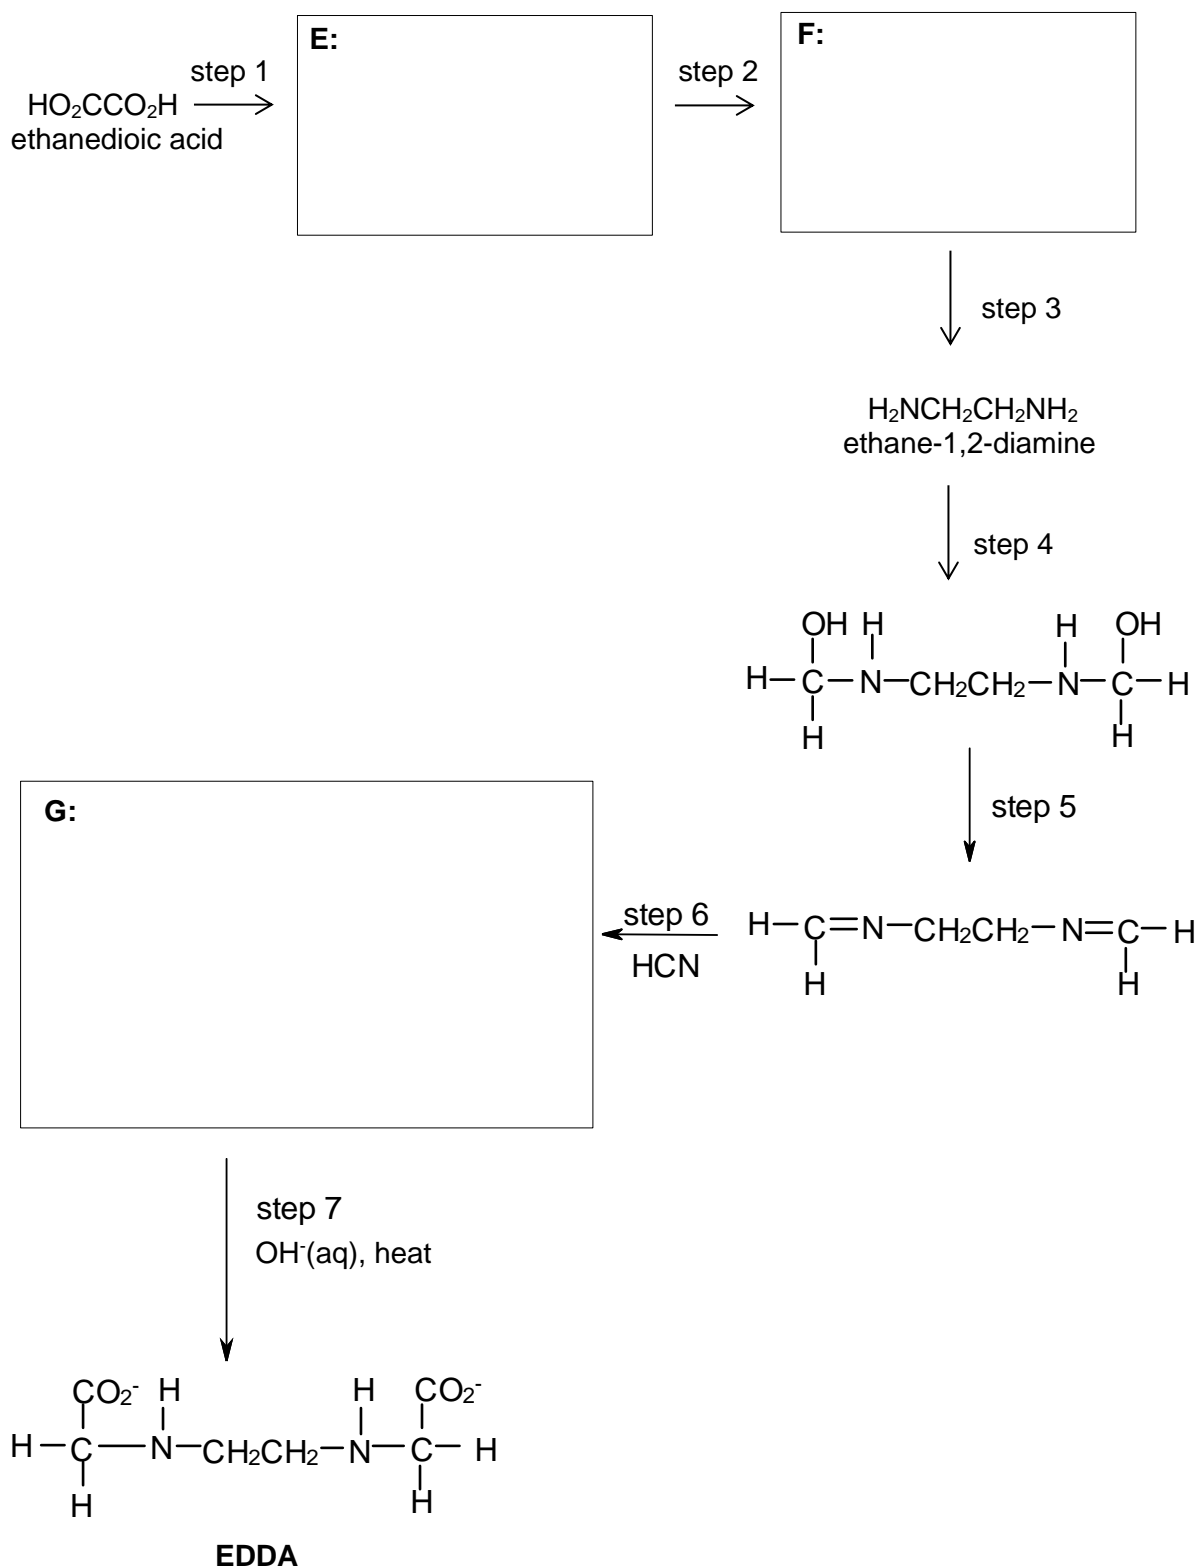 E:
F:
step 1
step 2
HO₂CCO₂H
ethanedioic acid
step 3
H₂NCH₂CH₂NH₂
ethane-1,2-diamine
step 4
OH H H OH
H–C–N–CH₂CH₂–N–C–H
H H
step 5
G:
step 6
HCN
H–C=N–CH₂CH₂–N=C–H
H H
step 7
OH⁻(aq), heat
CO₂⁻ H H CO₂⁻
H–C–N–CH₂CH₂–N–C–H
H H
EDDA